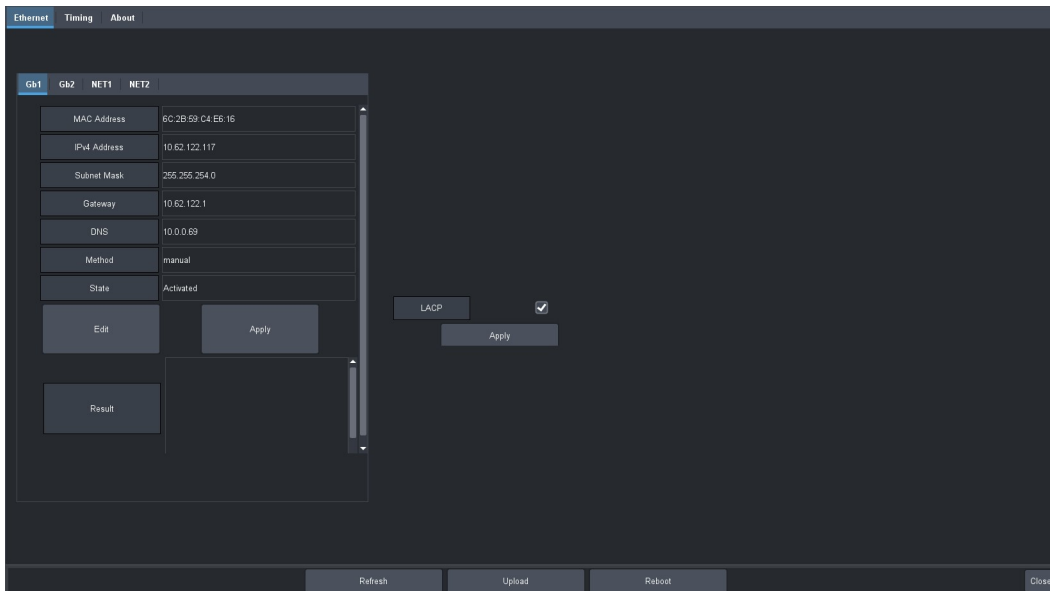 Ethernet Timing About
Gb1 Gb2 NET1 NET2
MAC Address 6C:2B:59:C4:E6:16
IPv4 Address 10.62.122.117
Subnet Mask 255.255.254.0
Gateway 10.62.122.1
DNS 10.0.0.69
Method manual
State Activated
LACP
Edit Apply
Apply
Result
Refresh Upload Reboot Close